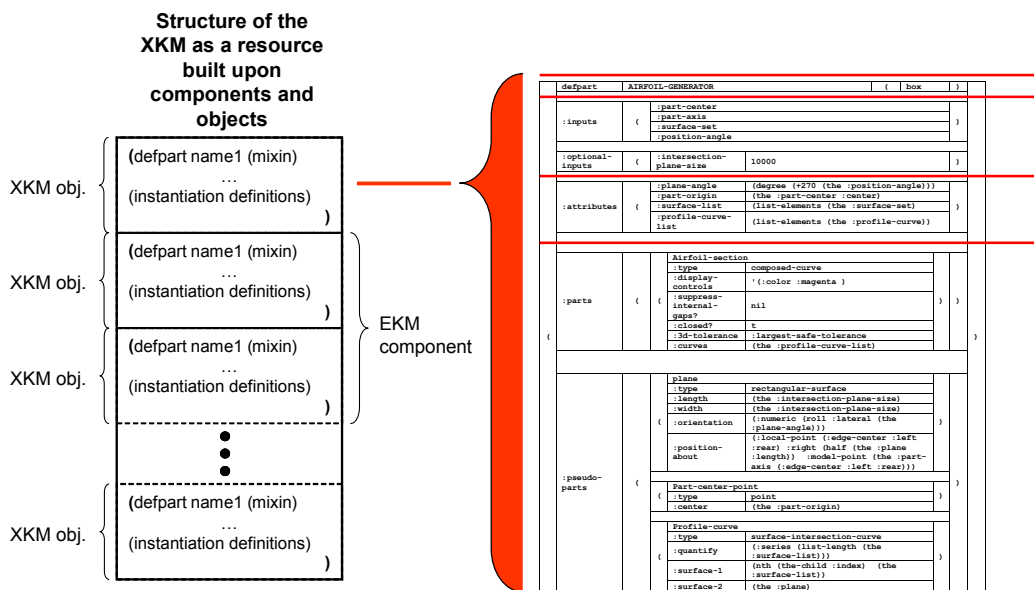 Structure of the
XKM as a resource
built upon
components and
objects
XKM obj.
(defpart name1 (mixin)
…
(instantiation definitions)
)
XKM obj.
(defpart name1 (mixin)
…
(instantiation definitions)
)
XKM obj.
(defpart name1 (mixin)
…
(instantiation definitions)
)
EKM
component
XKM obj.
(defpart name1 (mixin)
…
(instantiation definitions)
)
defpart AIRFOIL-GENERATOR ( box )
(
:inputs (
:part-center
:part-axis
:surface-set
:position-angle
)
:optional-
inputs
(
:intersection-
plane-size
10000
)
:attributes (
:plane-angle (degree (+270 (the :position-angle)))
:part-origin (the :part-center :center)
:surface-list (list-elements (the :surface-set)
:profile-curve-
list
(list-elements (the :profile-curve))
)
:parts ( (
Airfoil-section
:type composed-curve
:display-
controls
'(:color :magenta )
:suppress-
internal-
gaps?
nil
:closed? t
:3d-tolerance :largest-safe-tolerance
:curves (the :profile-curve-list)
) )
:pseudo-
parts
(
(
plane
:type rectangular-surface
:length (the :intersection-plane-size)
:width (the :intersection-plane-size)
:orientation
(:numeric (roll :lateral (the
:plane-angle)))
:position-
about
(:local-point (:edge-center :left
:rear) :right (half (the :plane
:length)) :model-point (the :part-
axis (:edge-center :left :rear)))
)
(
Part-center-point
:type point
:center (the :part-origin)
)
(
Profile-curve
:type surface-intersection-curve
:quantify
(:series (list-length (the
:surface-list)))
:surface-1
(nth (the-child :index) (the
:surface-list))
:surface-2 (the :plane)
)
)
)